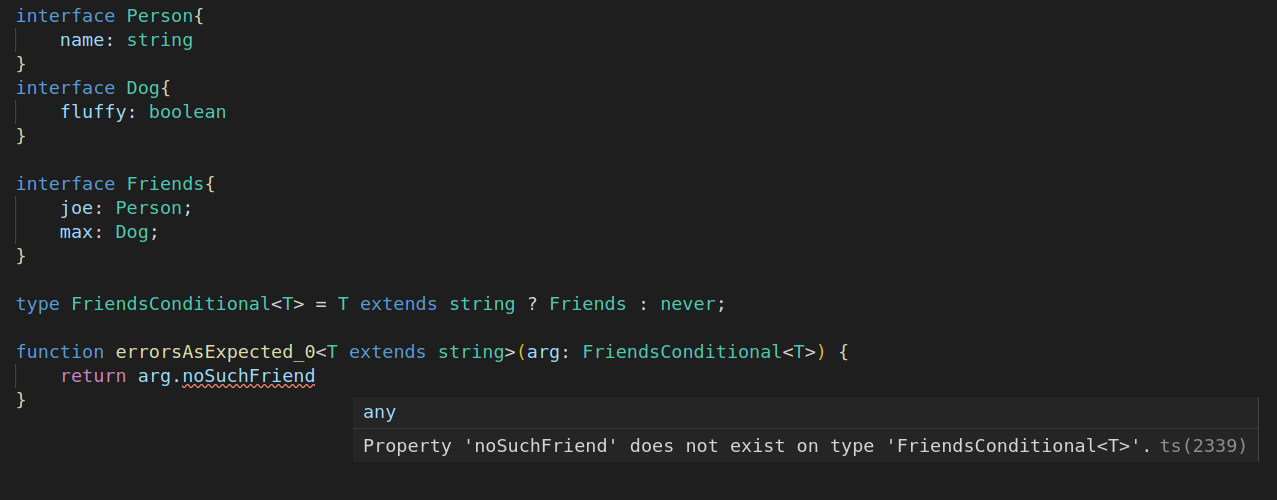 interface Person{
    name: string
}
interface Dog{
    fluffy: boolean
}

interface Friends{
    joe: Person;
    max: Dog;
}

type FriendsConditional<T> = T extends string ? Friends : never;

function errorsAsExpected_0<T extends string>(arg: FriendsConditional<T>) {
    return arg.noSuchFriend
}
any
Property 'noSuchFriend' does not exist on type 'FriendsConditional<T>'. ts(2339)